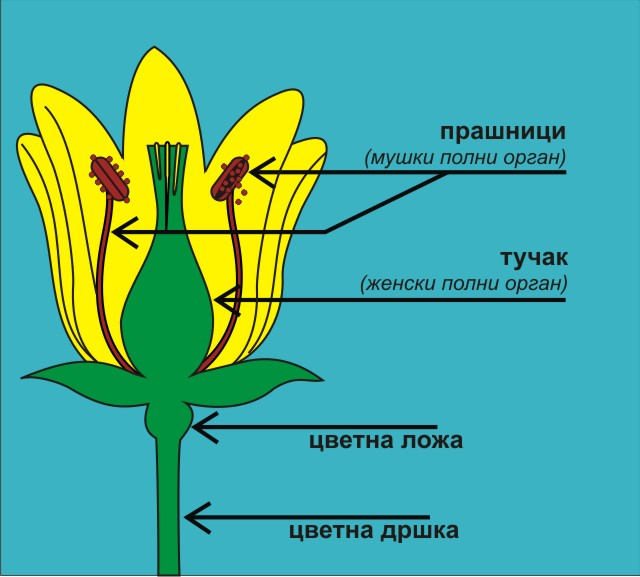 прашници
(мушки полни орган)
тучак
(женски полни орган)
цветна ложа
цветна дршка